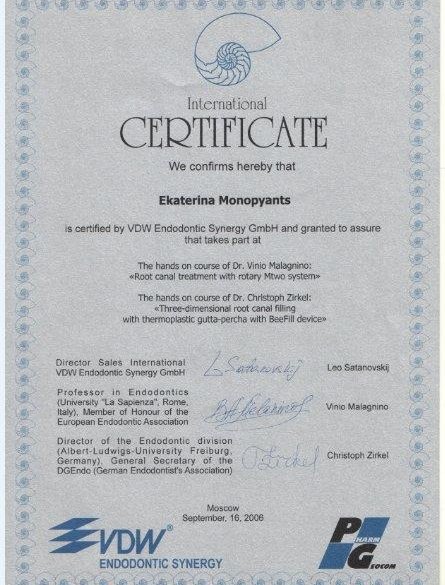 International
CERTIFICATE
We confirms hereby that
Ekaterina Monopyants
is certified by VDW Endodontic Synergy GmbH and granted to assure
that takes part at
The hands on course of Dr. Vinio Malagnino:
«Root canal treatment with rotary Mtwo system»
The hands on course of Dr. Christoph Zirkel:
«Three-dimensional root canal filling
with thermoplastic gutta-percha with BeeFill device»
Director Sales International
VDW Endodontic Synergy GmbH
L Satanovskij
Leo Satanovskij
Professor in Endodontics
(University "La Sapienza", Rome,
Italy), Member of Honour of the
European Endodontic Association
Vinio Malagnino
Director of the Endodontic division
(Albert-Ludwigs-University Freiburg,
Germany), General Secretary of the
DGEndo (German Endodontist's Association)
Christoph Zirkel
Moscow
September, 16, 2006
VDW®
ENDODONTIC SYNERGY
PHARM
GEOCOM